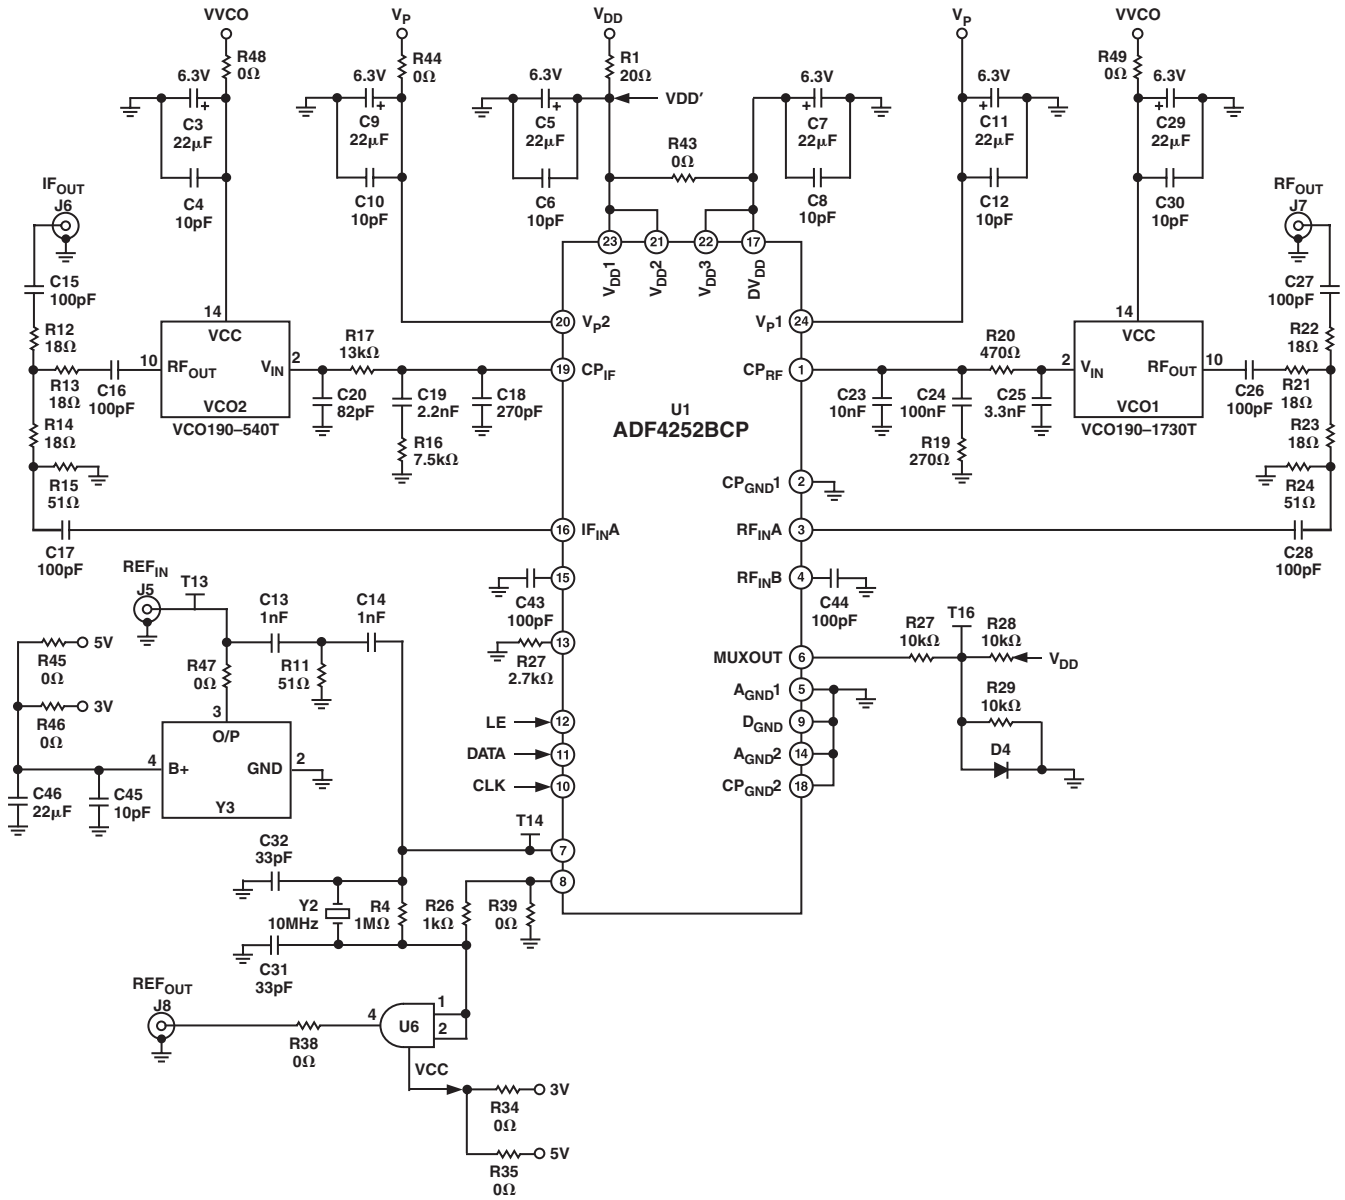 VVCO
V_P
V_DD
V_P
VVCO
R48
0Ω
R44
0Ω
R1
20Ω
R49
0Ω
6.3V
6.3V
6.3V
6.3V
6.3V
6.3V
VDD'
C3
22µF
C9
22µF
C5
22µF
C7
22µF
C11
22µF
C29
22µF
R43
0Ω
C4
10pF
C10
10pF
C6
10pF
C8
10pF
C12
10pF
C30
10pF
IF_OUT
J6
RF_OUT
J7
23
21
22
17
V_DD1
V_DD2
V_DD3
DV_DD
C15
100pF
C27
100pF
14
VCC
20
V_P2
V_P1
24
14
VCC
R12
18Ω
R22
18Ω
10
RF_OUT
V_IN
2
VCO2
VCO190–540T
R17
13kΩ
19
CP_IF
CP_RF
1
R20
470Ω
2
V_IN
RF_OUT
10
VCO1
VCO190–1730T
R13
18Ω
C16
100pF
C26
100pF
R21
18Ω
C20
82pF
C19
2.2nF
C18
270pF
C23
10nF
C24
100nF
C25
3.3nF
U1
ADF4252BCP
R14
18Ω
R16
7.5kΩ
R19
270Ω
R23
18Ω
R15
51Ω
R24
51Ω
CP_GND1
2
C17
100pF
16
IF_INA
RF_INA
3
C28
100pF
REF_IN
J5
T13
C13
1nF
C14
1nF
15
C43
100pF
RF_INB
4
C44
100pF
R45
0Ω
5V
R47
0Ω
R11
51Ω
13
R27
2.7kΩ
MUXOUT
6
R27
10kΩ
T16
R28
10kΩ
V_DD
R46
0Ω
3V
A_GND1
5
R29
10kΩ
D4
3
O/P
4
B+
GND
2
Y3
LE
12
DATA
11
CLK
10
D_GND
9
A_GND2
14
CP_GND2
18
C46
22µF
C45
10pF
T14
7
8
C32
33pF
Y2
10MHz
R4
1MΩ
R26
1kΩ
R39
0Ω
C31
33pF
REF_OUT
J8
R38
0Ω
4
U6
1
2
VCC
R34
0Ω
3V
R35
0Ω
5V